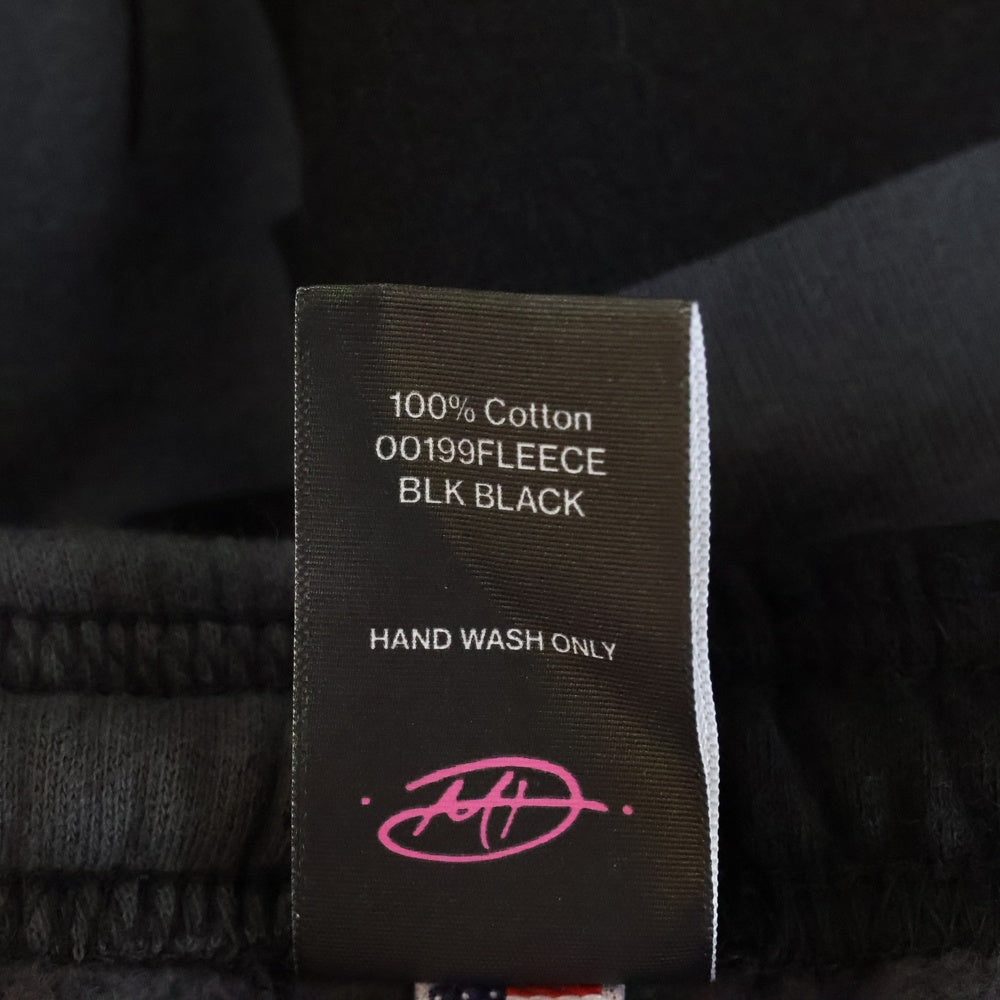 100% Cotton
00199FLEECE
BLK BLACK
HAND WASH ONLY